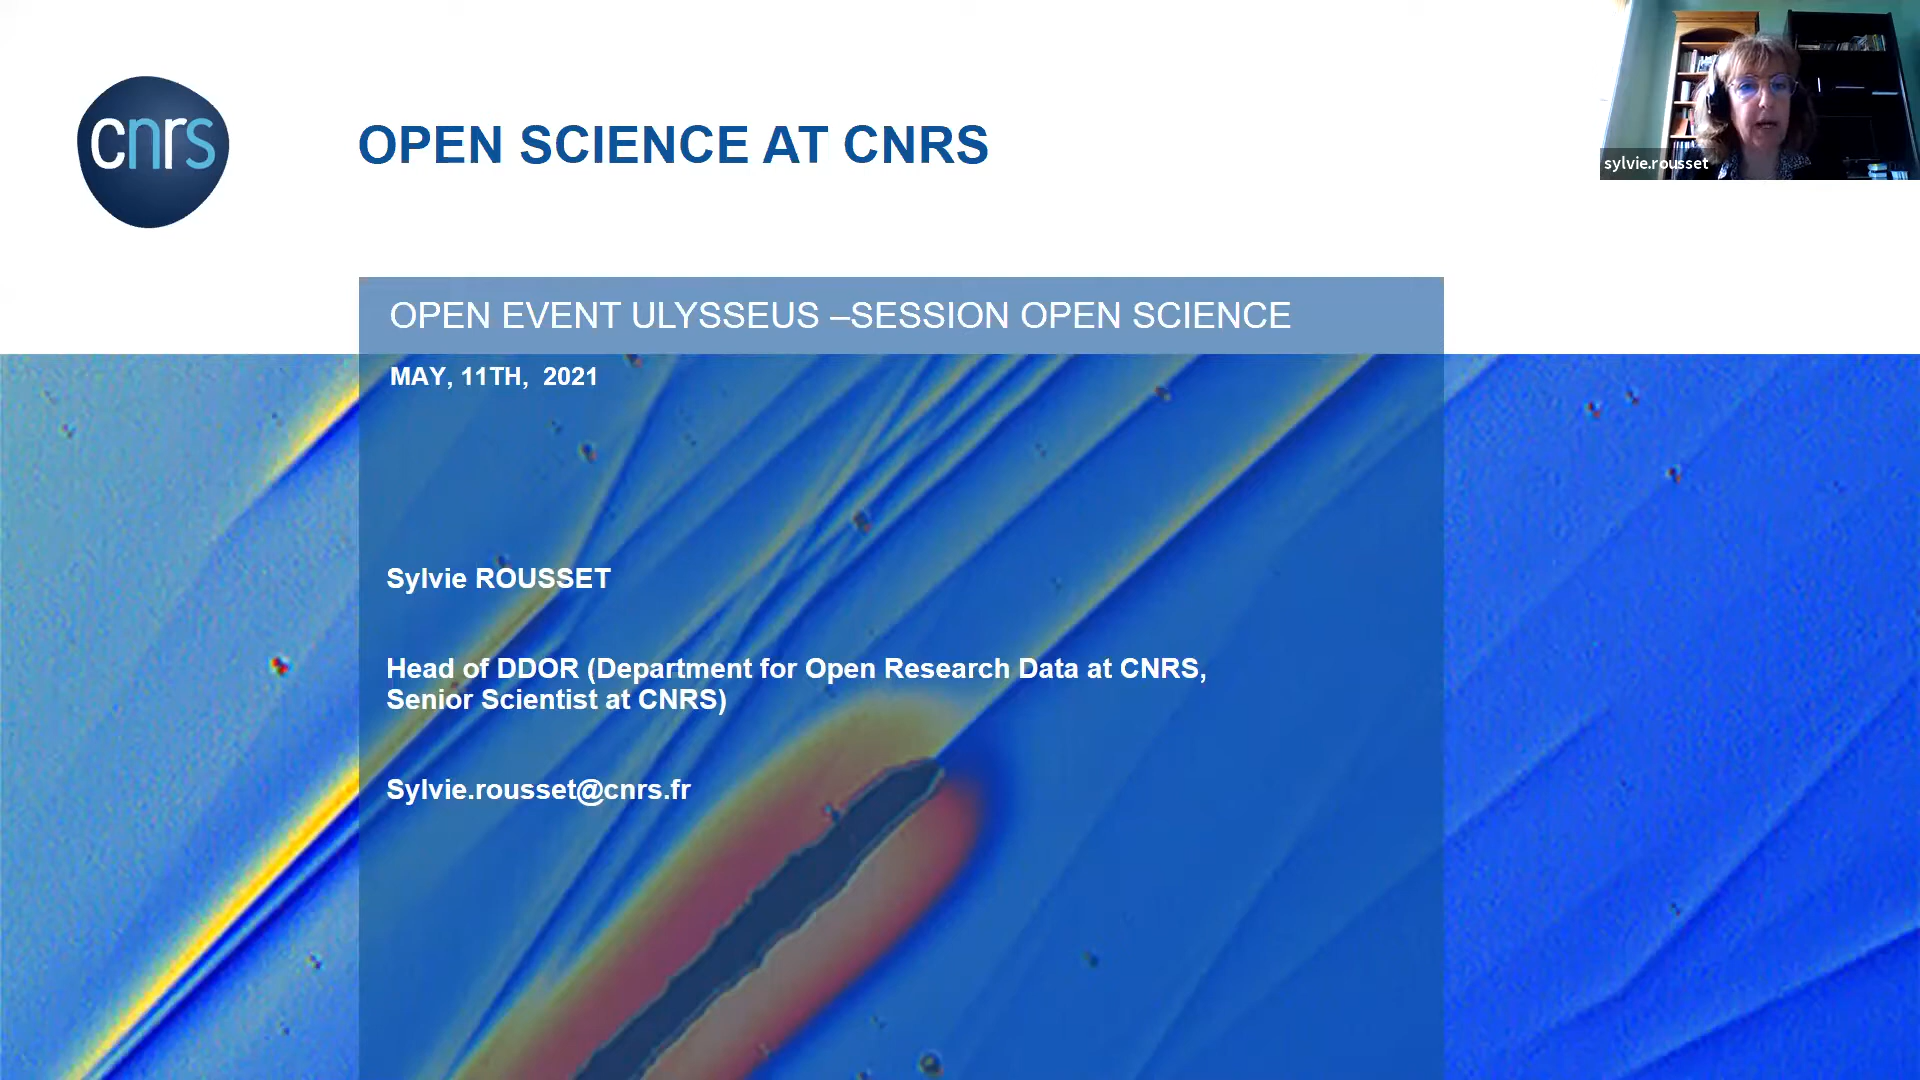 cnrs
OPEN SCIENCE AT CNRS
sylvie.rousset
OPEN EVENT ULYSSEUS –SESSION OPEN SCIENCE
MAY, 11TH, 2021
Sylvie ROUSSET
Head of DDOR (Department for Open Research Data at CNRS,
Senior Scientist at CNRS)
Sylvie.rousset@cnrs.fr